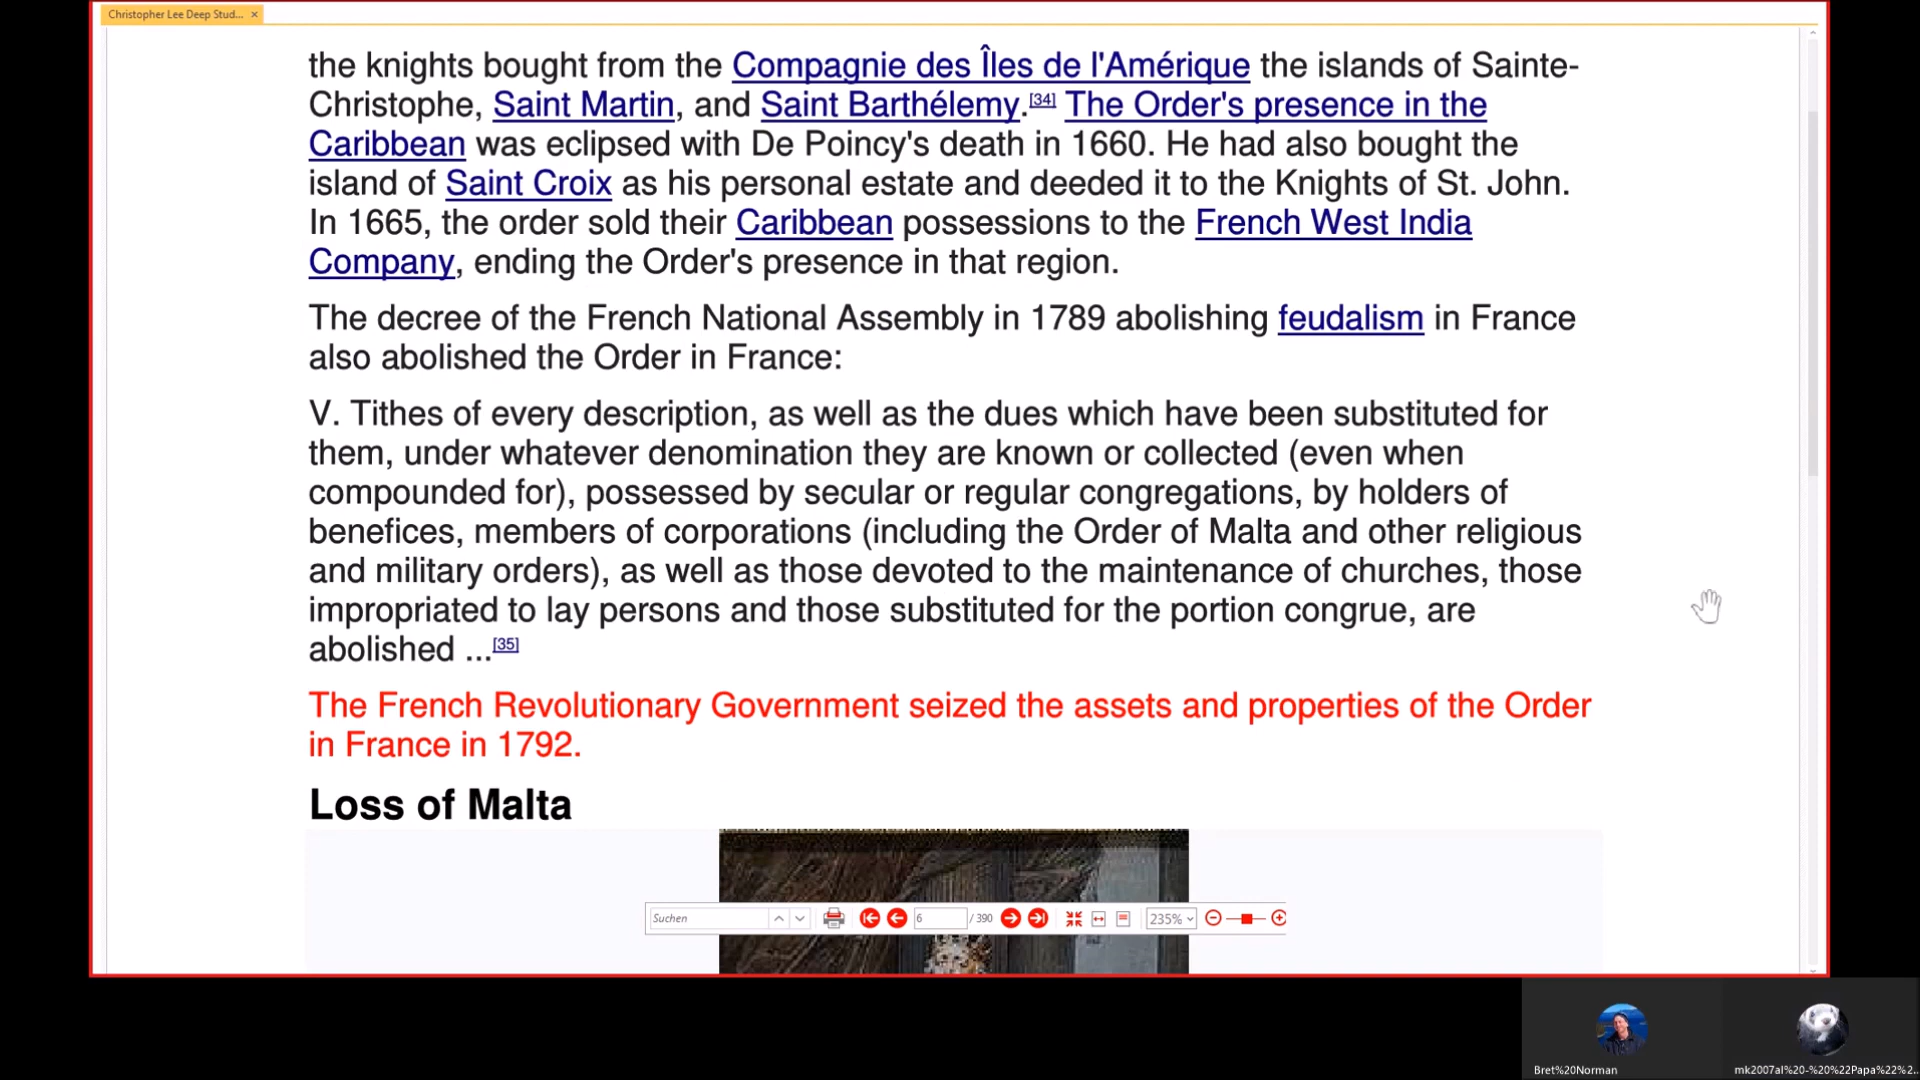 Christopher Lee Deep Stud...
the knights bought from the Compagnie des Îles de l'Amérique the islands of Sainte-
Christophe, Saint Martin, and Saint Barthélemy.[34] The Order's presence in the
Caribbean was eclipsed with De Poincy's death in 1660. He had also bought the
island of Saint Croix as his personal estate and deeded it to the Knights of St. John.
In 1665, the order sold their Caribbean possessions to the French West India
Company, ending the Order's presence in that region.
The decree of the French National Assembly in 1789 abolishing feudalism in France
also abolished the Order in France:
V. Tithes of every description, as well as the dues which have been substituted for
them, under whatever denomination they are known or collected (even when
compounded for), possessed by secular or regular congregations, by holders of
benefices, members of corporations (including the Order of Malta and other religious
and military orders), as well as those devoted to the maintenance of churches, those
impropriated to lay persons and those substituted for the portion congrue, are
abolished ...[35]
The French Revolutionary Government seized the assets and properties of the Order
in France in 1792.
Loss of Malta
Suchen 6 / 390 235%
Bret%20Norman
mk2007al%20-%20%22Papa%22%2...